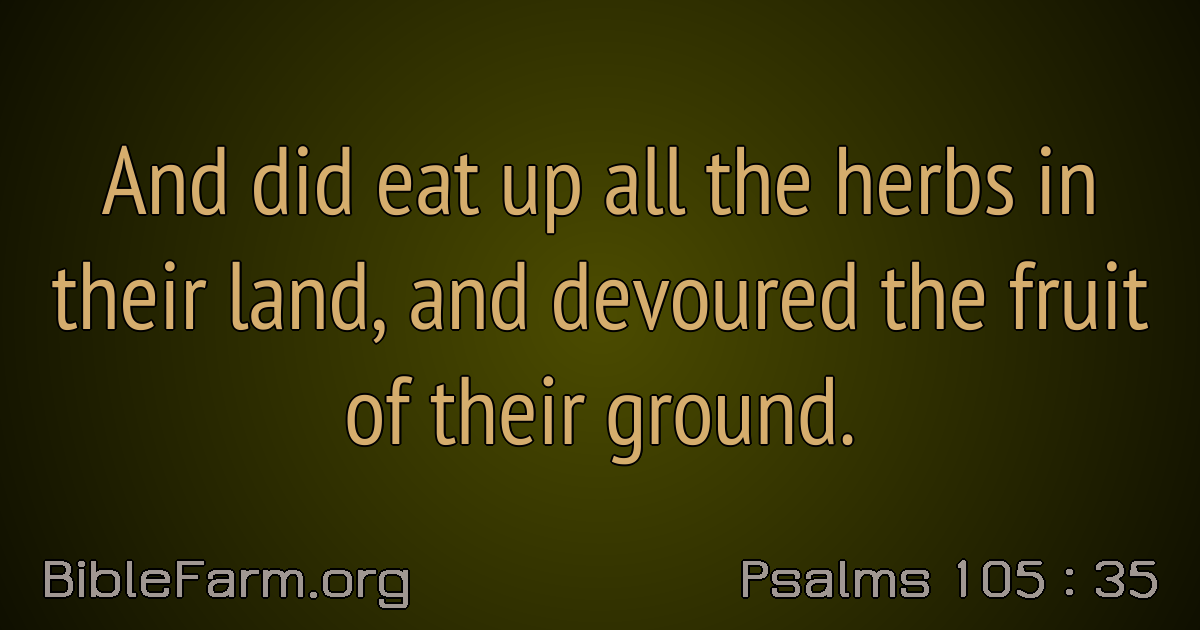 And did eat up all the herbs in
their land, and devoured the fruit
of their ground.
BibleFarm.org
Psalms 105 : 35